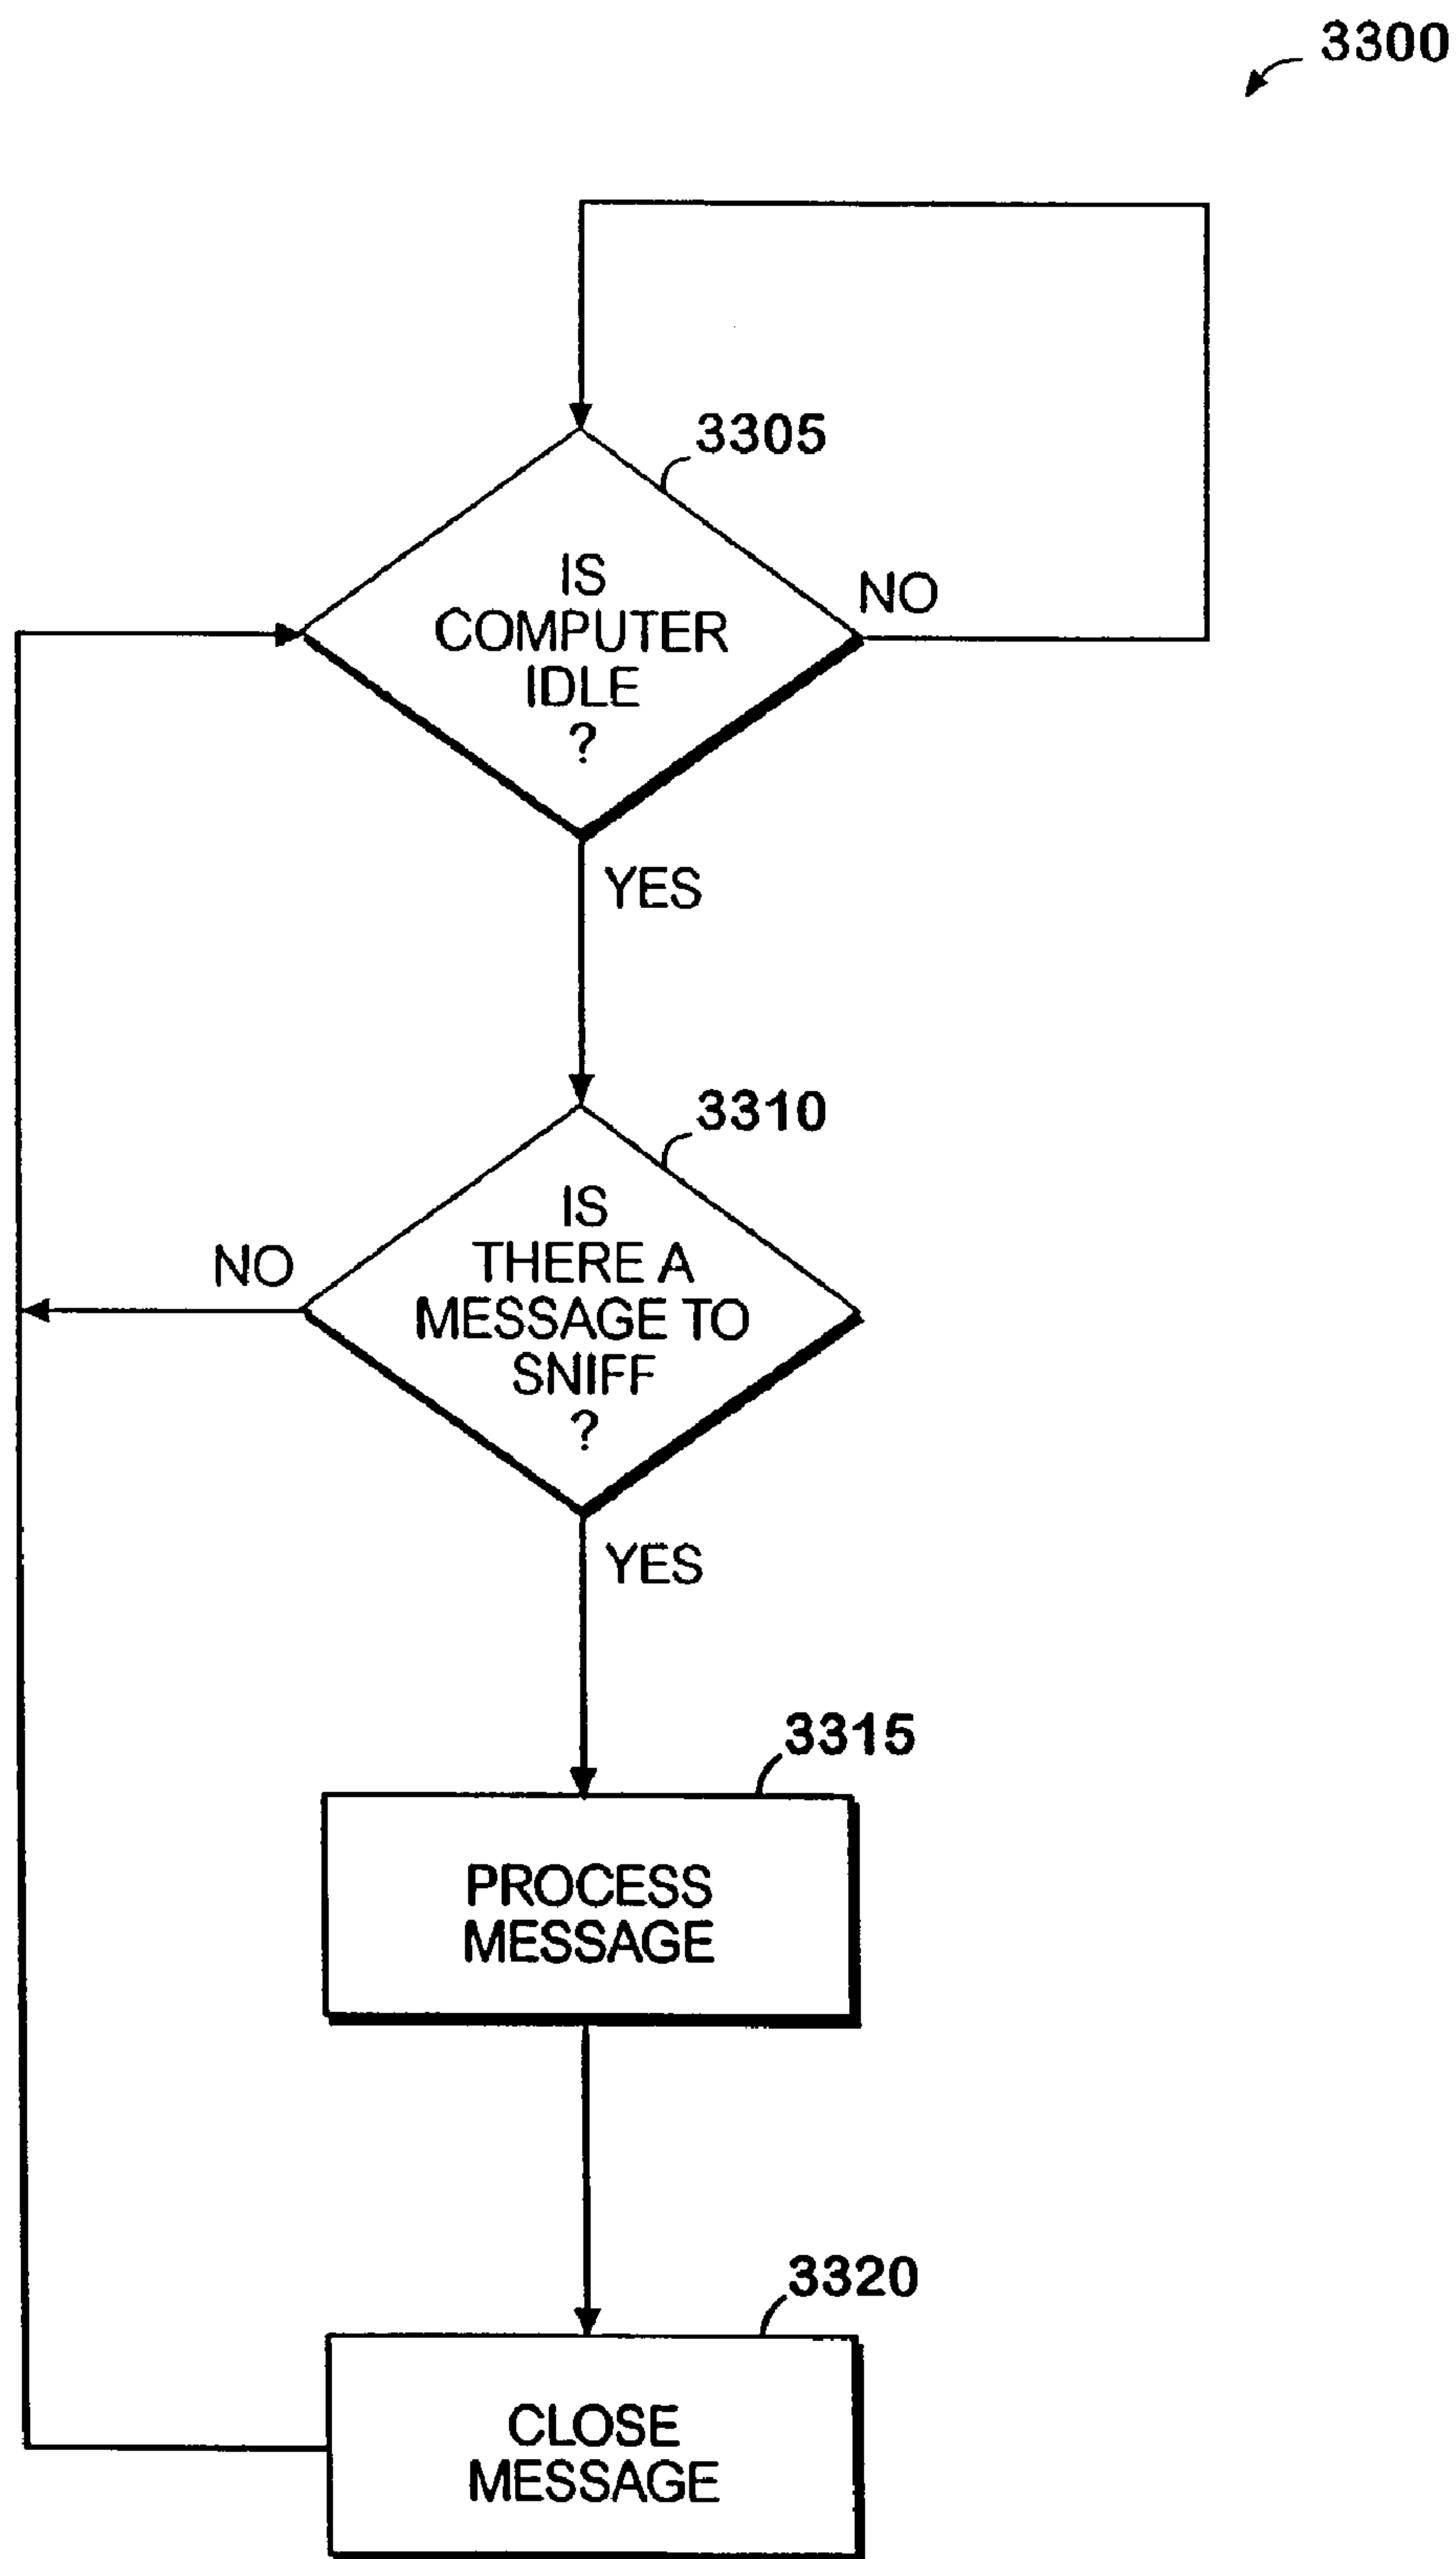 3300
3305
IS
COMPUTER
IDLE
?
NO
YES
3310
IS
THERE A
MESSAGE TO
SNIFF
?
NO
YES
3315
PROCESS
MESSAGE
3320
CLOSE
MESSAGE